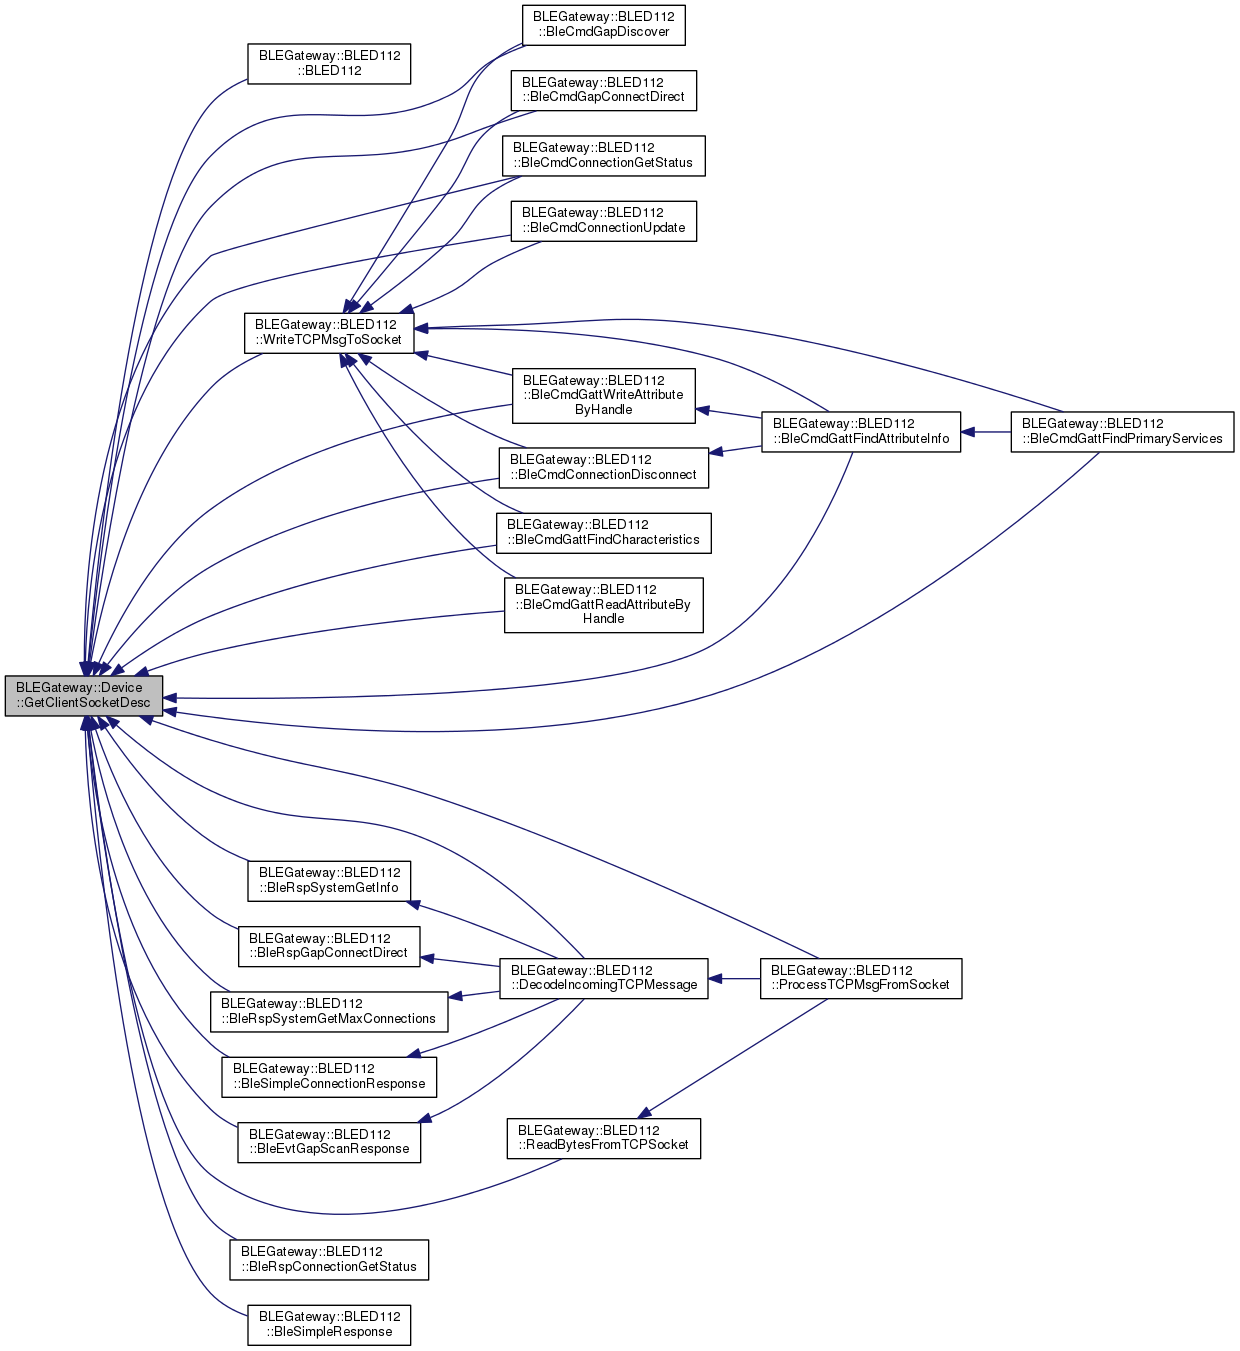 BLEGateway::BLED112
::BleCmdGapDiscover
BLEGateway::BLED112
::BLED112
BLEGateway::BLED112
::BleCmdGapConnectDirect
BLEGateway::BLED112
::BleCmdConnectionGetStatus
BLEGateway::BLED112
::BleCmdConnectionUpdate
BLEGateway::BLED112
::WriteTCPMsgToSocket
BLEGateway::BLED112
::BleCmdGattWriteAttribute
ByHandle
BLEGateway::BLED112
::BleCmdGattFindAttributeInfo
BLEGateway::BLED112
::BleCmdGattFindPrimaryServices
BLEGateway::BLED112
::BleCmdConnectionDisconnect
BLEGateway::BLED112
::BleCmdGattFindCharacteristics
BLEGateway::BLED112
::BleCmdGattReadAttributeBy
Handle
BLEGateway::Device
::GetClientSocketDesc
BLEGateway::BLED112
::BleRspSystemGetInfo
BLEGateway::BLED112
::BleRspGapConnectDirect
BLEGateway::BLED112
::DecodeIncomingTCPMessage
BLEGateway::BLED112
::ProcessTCPMsgFromSocket
BLEGateway::BLED112
::BleRspSystemGetMaxConnections
BLEGateway::BLED112
::BleSimpleConnectionResponse
BLEGateway::BLED112
::BleEvtGapScanResponse
BLEGateway::BLED112
::ReadBytesFromTCPSocket
BLEGateway::BLED112
::BleRspConnectionGetStatus
BLEGateway::BLED112
::BleSimpleResponse